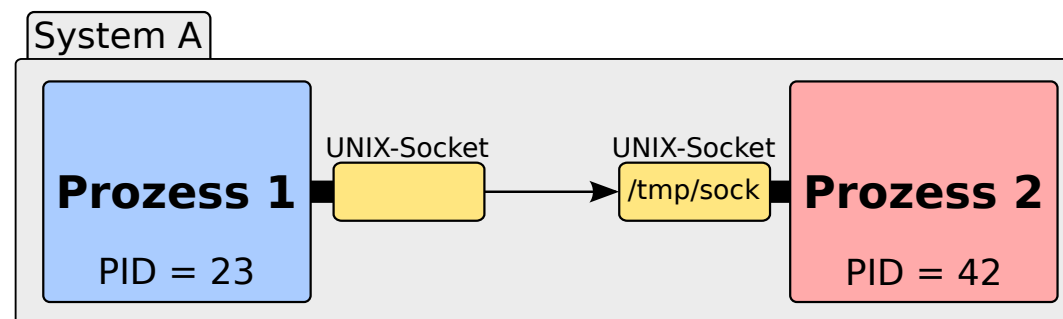 System A
UNIX-Socket
UNIX-Socket
Prozess 1
/tmp/sock
Prozess 2
PID = 23
PID = 42